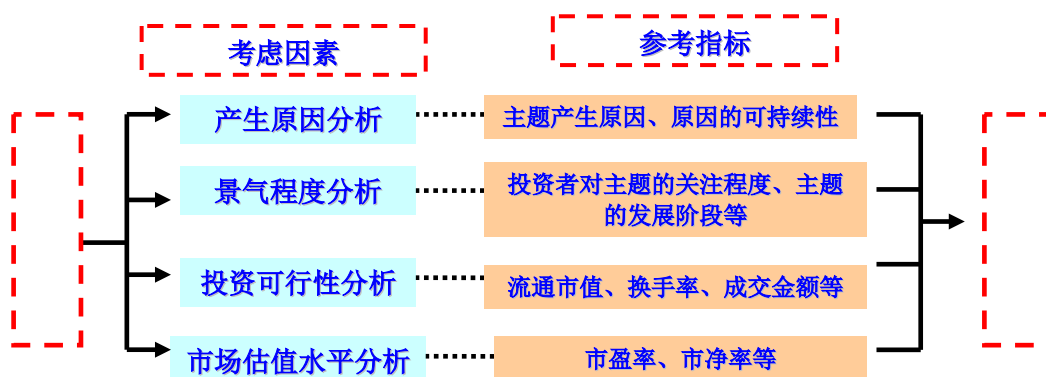 考虑因素
参考指标
产生原因分析
主题产生原因、原因的可持续性
景气程度分析
投资者对主题的关注程度、主题
的发展阶段等
投资可行性分析
流通市值、换手率、成交金额等
市场估值水平分析
市盈率、市净率等